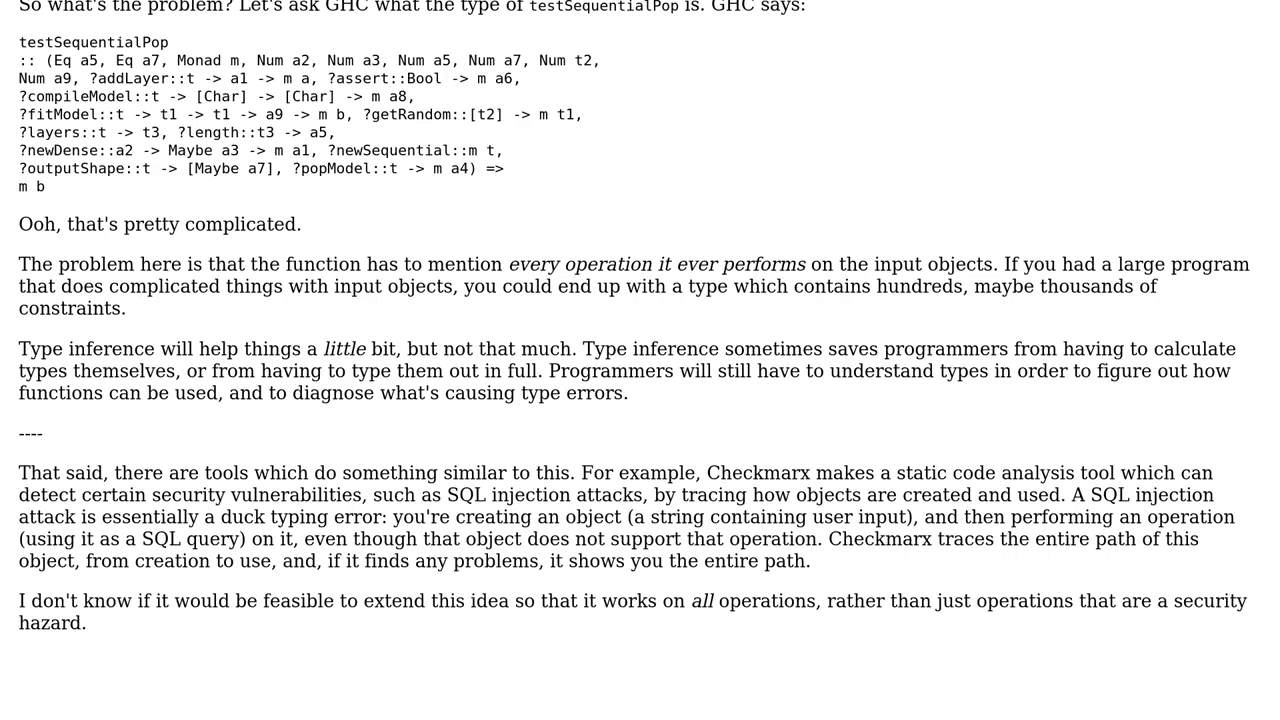 So what's the problem? Let's ask GHC what the type of testSequentialPop is. GHC says:
testSequentialPop
:: (Eq a5, Eq a7, Monad m, Num a2, Num a3, Num a5, Num a7, Num t2,
Num a9, ?addLayer::t -> a1 -> m a, ?assert::Bool -> m a6,
?compileModel::t -> [Char] -> [Char] -> m a8,
?fitModel::t -> t1 -> t1 -> a9 -> m b, ?getRandom::[t2] -> m t1,
?layers::t -> t3, ?length::t3 -> a5,
?newDense::a2 -> Maybe a3 -> m a1, ?newSequential::m t,
?outputShape::t -> [Maybe a7], ?popModel::t -> m a4) =>
m b
Ooh, that's pretty complicated.
The problem here is that the function has to mention every operation it ever performs on the input objects. If you had a large program
that does complicated things with input objects, you could end up with a type which contains hundreds, maybe thousands of
constraints.
Type inference will help things a little bit, but not that much. Type inference sometimes saves programmers from having to calculate
types themselves, or from having to type them out in full. Programmers will still have to understand types in order to figure out how
functions can be used, and to diagnose what's causing type errors.
----
That said, there are tools which do something similar to this. For example, Checkmarx makes a static code analysis tool which can
detect certain security vulnerabilities, such as SQL injection attacks, by tracing how objects are created and used. A SQL injection
attack is essentially a duck typing error: you're creating an object (a string containing user input), and then performing an operation
(using it as a SQL query) on it, even though that object does not support that operation. Checkmarx traces the entire path of this
object, from creation to use, and, if it finds any problems, it shows you the entire path.
I don't know if it would be feasible to extend this idea so that it works on all operations, rather than just operations that are a security
hazard.